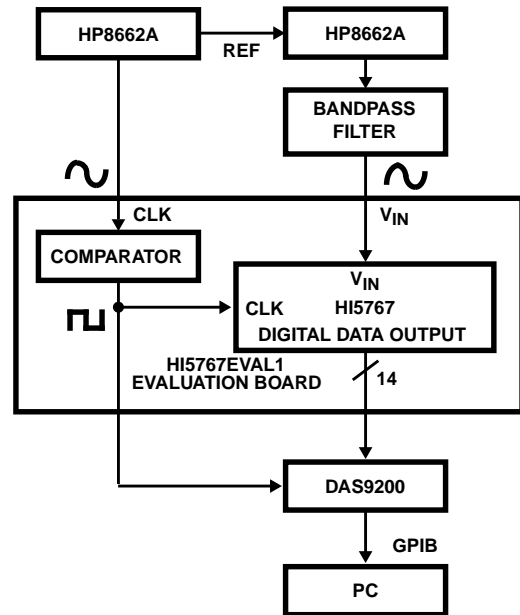 HP8662A
REF
HP8662A
BANDPASS
FILTER
CLK
VIN
COMPARATOR
VIN
CLK
HI5767
DIGITAL DATA OUTPUT
HI5767EVAL1
EVALUATION BOARD
14
DAS9200
GPIB
PC